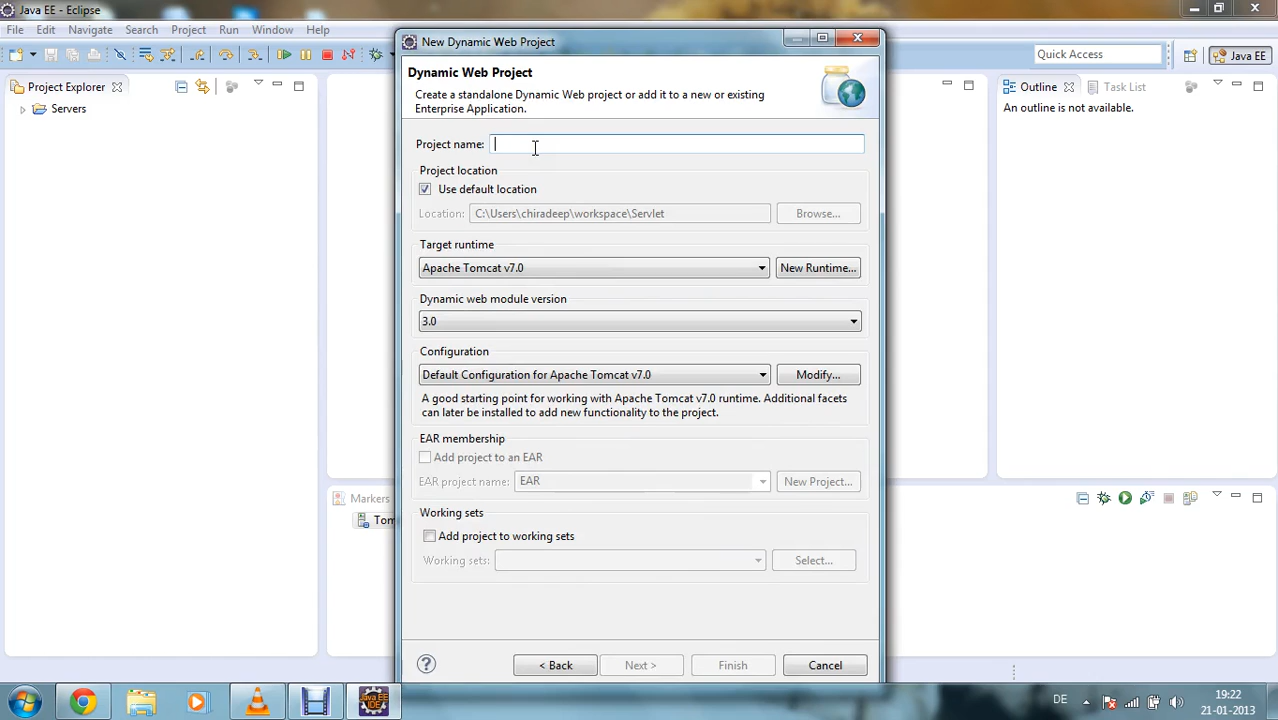 Java EE - Eclipse
File Edit Navigate Search Project Run Window Help
Quick Access
Java EE
Project Explorer
Servers
New Dynamic Web Project
Dynamic Web Project
Create a standalone Dynamic Web project or add it to a new or existing
Enterprise Application.
Project name:
Project location
Use default location
Location: C:\Users\chiradeep\workspace\Servlet Browse...
Target runtime
Apache Tomcat v7.0 New Runtime...
Dynamic web module version
3.0
Configuration
Default Configuration for Apache Tomcat v7.0 Modify...
A good starting point for working with Apache Tomcat v7.0 runtime. Additional facets
can later be installed to add new functionality to the project.
EAR membership
Add project to an EAR
EAR project name: EAR New Project...
Working sets
Add project to working sets
Working sets: Select...
< Back Next > Finish Cancel
Outline Task List
An outline is not available.
Markers
Tom
Java EE
IDE
DE
19:22
21-01-2013